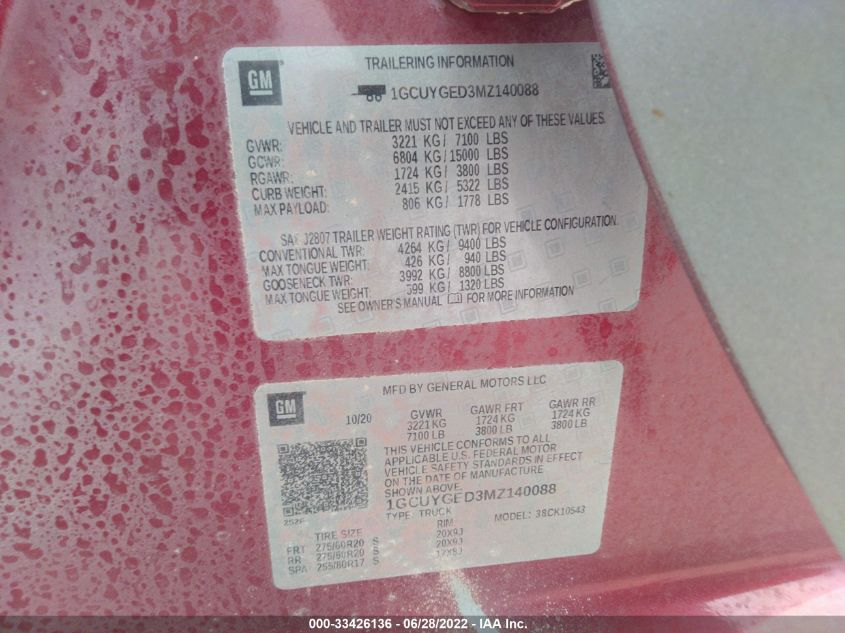 GM
TRAILERING INFORMATION
1GCUYGED3MZ140088
VEHICLE AND TRAILER MUST NOT EXCEED ANY OF THESE VALUES.
GVWR: 3221 KG/ 7100 LBS
GCWR: 6804 KG/15000 LBS
RGAWR: 1724 KG/ 3800 LBS
CURB WEIGHT: 2415 KG/ 5322 LBS
MAX PAYLOAD: 806 KG/ 1778 LBS
SAE J2807 TRAILER WEIGHT RATING (TWR) FOR VEHICLE CONFIGURATION.
CONVENTIONAL TWR: 4264 KG/ 9400 LBS
MAX TONGUE WEIGHT: 426 KG/ 940 LBS
GOOSENECK TWR: 3992 KG/ 8800 LBS
MAX TONGUE WEIGHT: 599 KG/ 1320 LBS
SEE OWNER'S MANUAL FOR MORE INFORMATION
GM
MFD BY GENERAL MOTORS LLC
10/20 GVWR GAWR FRT GAWR RR
3221 KG 1724 KG 1724 KG
7100 LB 3800 LB 3800 LB
THIS VEHICLE CONFORMS TO ALL
APPLICABLE U.S. FEDERAL MOTOR
VEHICLE SAFETY STANDARDS IN EFFECT
ON THE DATE OF MANUFACTURE
SHOWN ABOVE.
1GCUYGED3MZ140088
TYPE: TRUCK MODEL: 38CK10543
TIRE SIZE RIM
FRT 275/60R20 S 20X9J
RR 275/60R20 S 20X9J
SPA 255/80R17 S 17X8J
000-33426136 / 06/28/2022 / IAA, Inc.